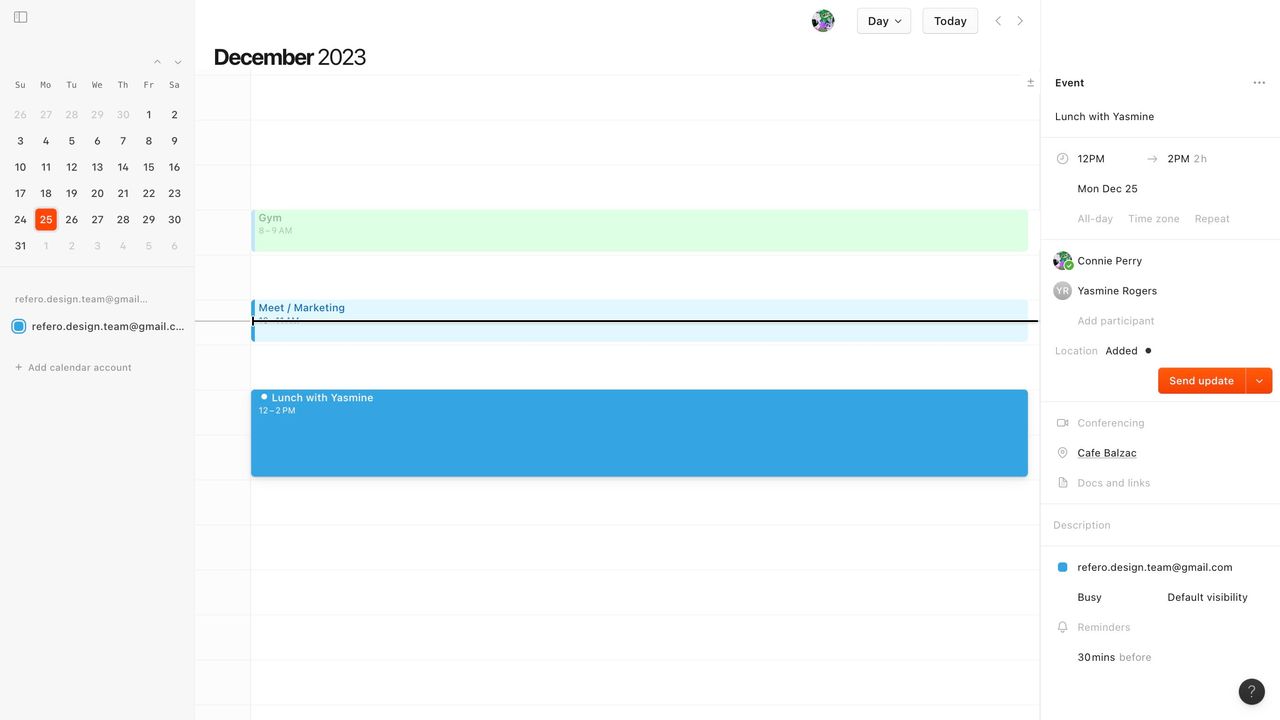 Day
Today
December 2023
Su Mo Tu We Th Fr Sa
26 27 28 29 30 1 2
3 4 5 6 7 8 9
10 11 12 13 14 15 16
17 18 19 20 21 22 23
24 25 26 27 28 29 30
31 1 2 3 4 5 6
refero.design.team@gmail...
refero.design.team@gmail.c...
+ Add calendar account
Gym
8–9 AM
Meet / Marketing
Lunch with Yasmine
12–2 PM
Event
Lunch with Yasmine
12PM → 2PM 2h
Mon Dec 25
All-day Time zone Repeat
Connie Perry
YR Yasmine Rogers
Add participant
Location Added
Send update
Conferencing
Cafe Balzac
Docs and links
Description
refero.design.team@gmail.com
Busy Default visibility
Reminders
30mins before
?